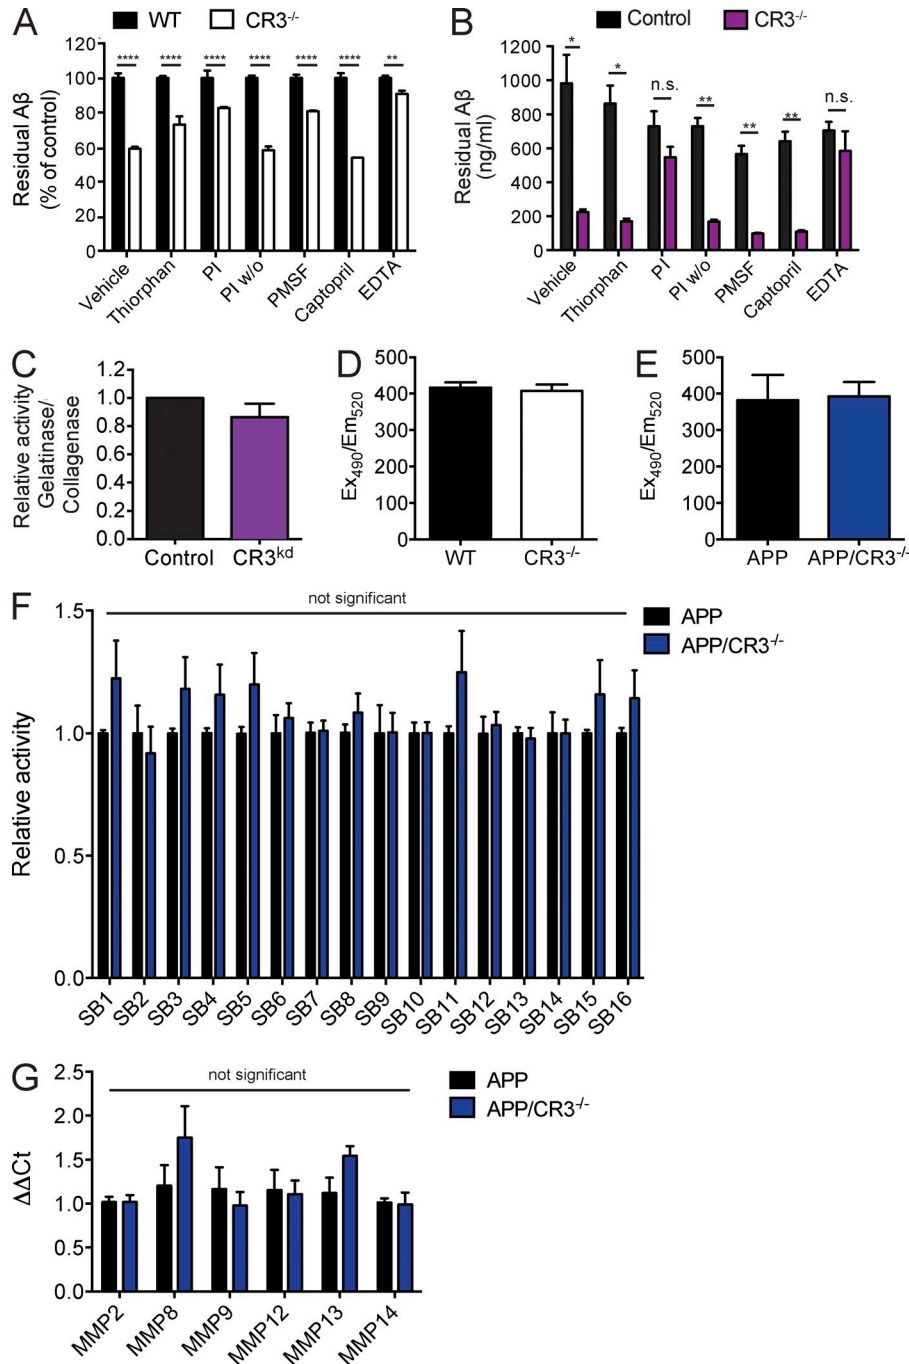 A
WT
CR3-/-
Residual Aβ
(% of control)
120
100
80
60
40
20
0
****
****
****
****
****
****
**
Vehicle
Thiorphan
PI
PI w/o
PMSF
Captopril
EDTA
B
Control
CR3-/-
Residual Aβ
(ng/ml)
1200
1000
800
600
400
200
0
*
*
n.s.
**
**
**
n.s.
Vehicle
Thiorphan
PI
PI w/o
PMSF
Captopril
EDTA
C
Relative activity
Gelatinase/
Collagenase
1.2
1.0
0.8
0.6
0.4
0.2
0.0
Control
CR3kd
D
Ex490/Em520
500
400
300
200
100
0
WT
CR3-/-
E
Ex490/Em520
500
400
300
200
100
0
APP
APP/CR3-/-
F
not significant
APP
APP/CR3-/-
Relative activity
1.5
1.0
0.5
0.0
SB1
SB2
SB3
SB4
SB5
SB6
SB7
SB8
SB9
SB10
SB11
SB12
SB13
SB14
SB15
SB16
G
not significant
APP
APP/CR3-/-
ΔΔCt
2.5
2.0
1.5
1.0
0.5
0.0
MMP2
MMP8
MMP9
MMP12
MMP13
MMP14